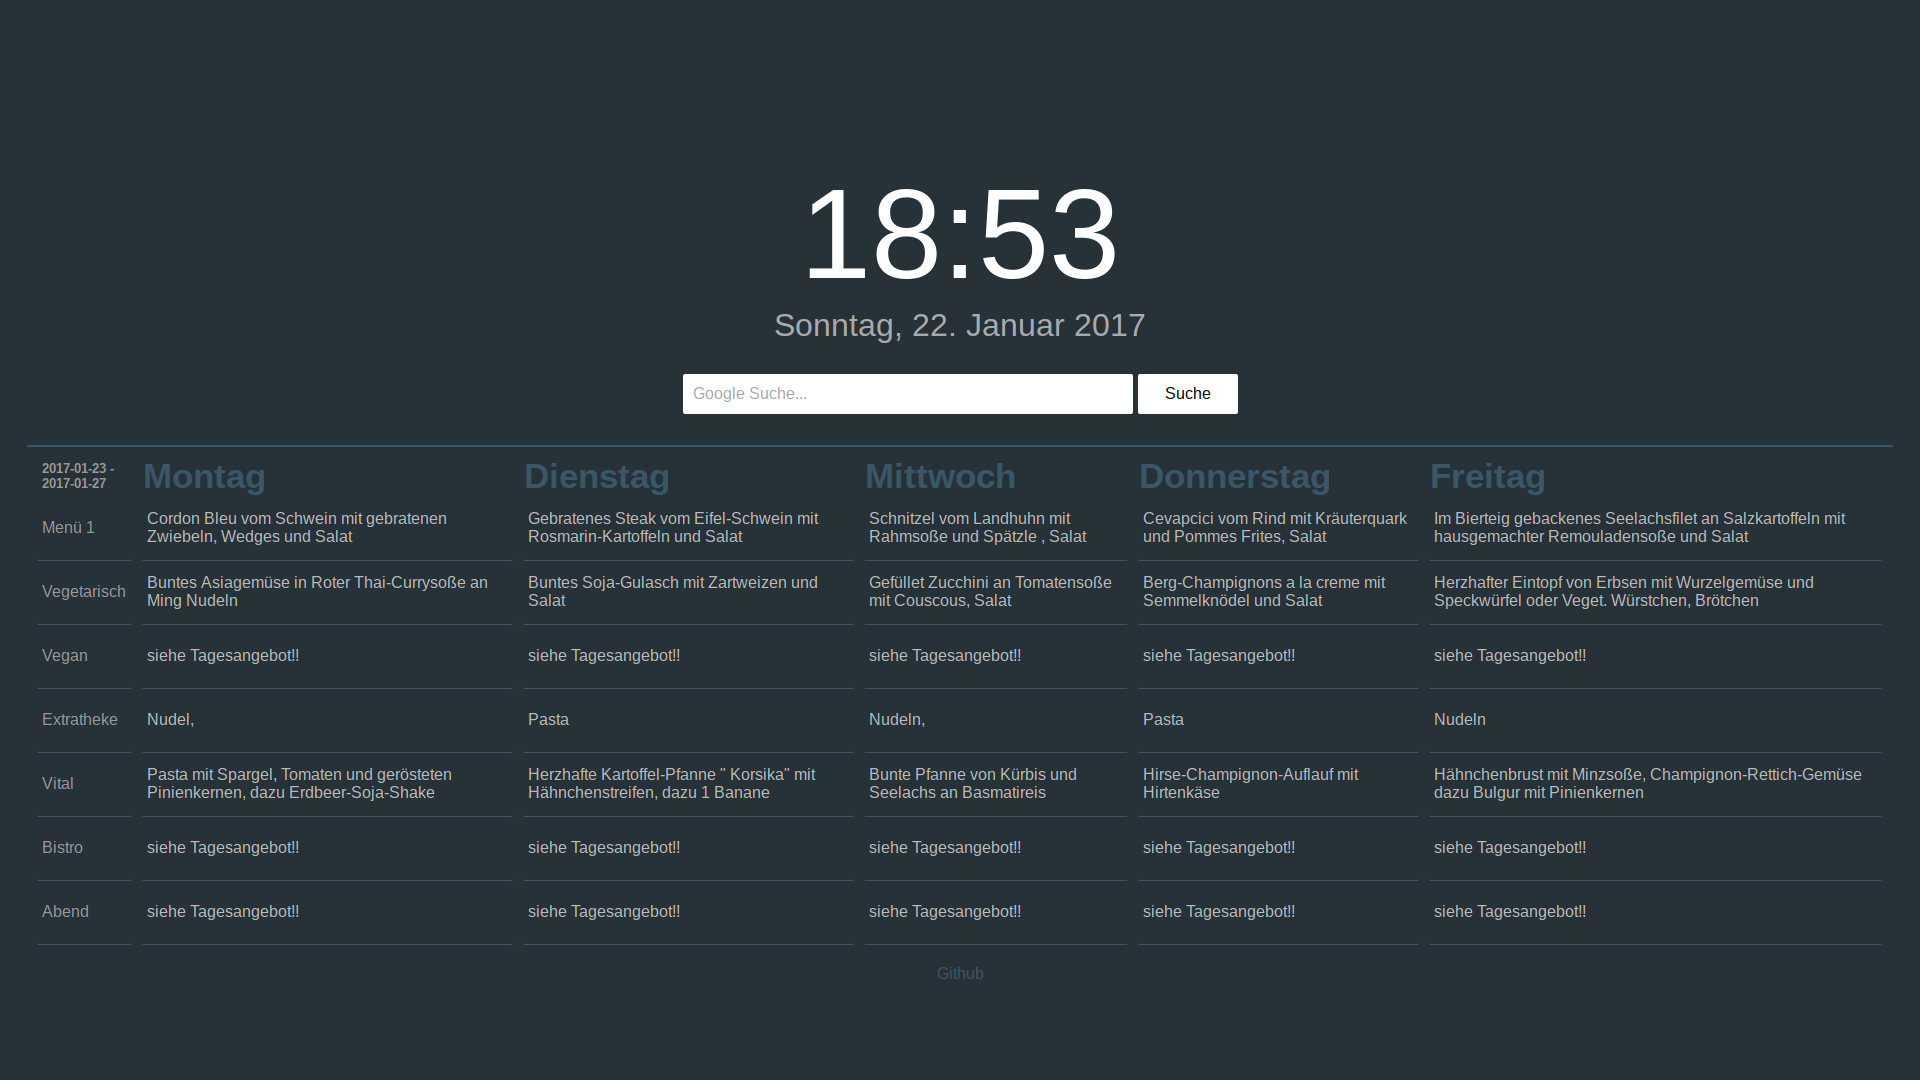 18:53
Sonntag, 22. Januar 2017
Google Suche... Suche
2017-01-23 -
2017-01-27
Montag Dienstag Mittwoch Donnerstag Freitag
Menü 1
Cordon Bleu vom Schwein mit gebratenen
Zwiebeln, Wedges und Salat
Gebratenes Steak vom Eifel-Schwein mit
Rosmarin-Kartoffeln und Salat
Schnitzel vom Landhuhn mit
Rahmsoße und Spätzle , Salat
Cevapcici vom Rind mit Kräuterquark
und Pommes Frites, Salat
Im Bierteig gebackenes Seelachsfilet an Salzkartoffeln mit
hausgemachter Remouladensoße und Salat
Vegetarisch
Buntes Asiagemüse in Roter Thai-Currysoße an
Ming Nudeln
Buntes Soja-Gulasch mit Zartweizen und
Salat
Gefüllet Zucchini an Tomatensoße
mit Couscous, Salat
Berg-Champignons a la creme mit
Semmelknödel und Salat
Herzhafter Eintopf von Erbsen mit Wurzelgemüse und
Speckwürfel oder Veget. Würstchen, Brötchen
Vegan
siehe Tagesangebot!!
siehe Tagesangebot!!
siehe Tagesangebot!!
siehe Tagesangebot!!
siehe Tagesangebot!!
Extratheke
Nudel,
Pasta
Nudeln,
Pasta
Nudeln
Vital
Pasta mit Spargel, Tomaten und gerösteten
Pinienkernen, dazu Erdbeer-Soja-Shake
Herzhafte Kartoffel-Pfanne " Korsika" mit
Hähnchenstreifen, dazu 1 Banane
Bunte Pfanne von Kürbis und
Seelachs an Basmatireis
Hirse-Champignon-Auflauf mit
Hirtenkäse
Hähnchenbrust mit Minzsoße, Champignon-Rettich-Gemüse
dazu Bulgur mit Pinienkernen
Bistro
siehe Tagesangebot!!
siehe Tagesangebot!!
siehe Tagesangebot!!
siehe Tagesangebot!!
siehe Tagesangebot!!
Abend
siehe Tagesangebot!!
siehe Tagesangebot!!
siehe Tagesangebot!!
siehe Tagesangebot!!
siehe Tagesangebot!!
Github